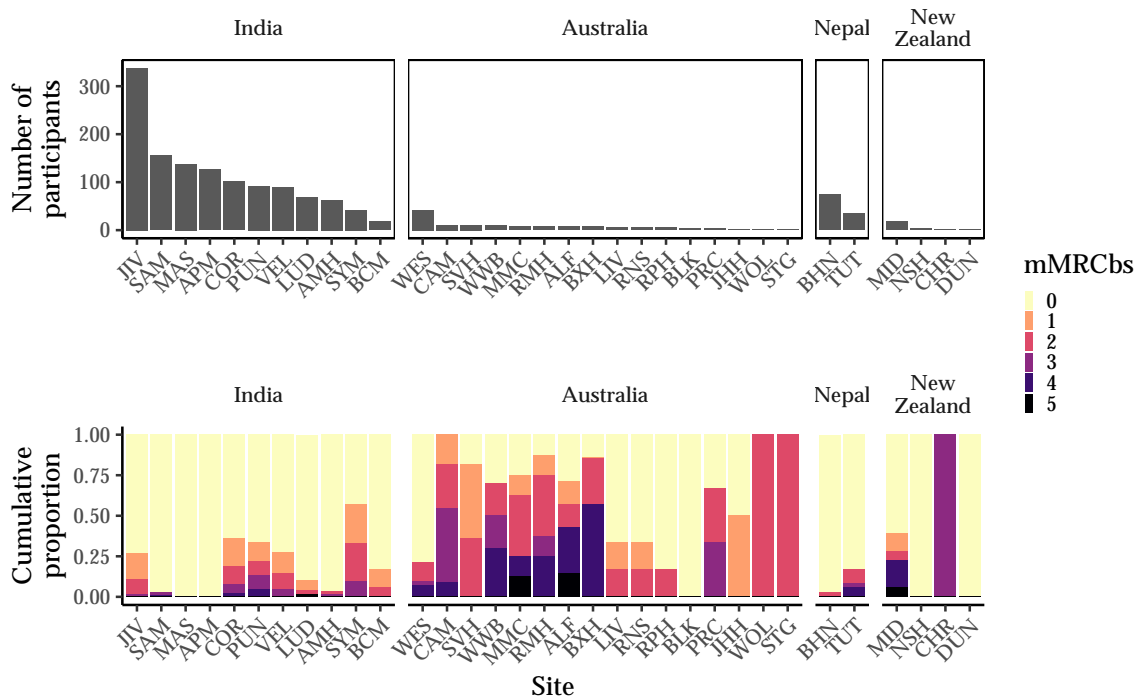 India
Australia
Nepal
New
Zealand
Number of
participants
300
200
100
0
JIV
SAM
MAS
APM
COR
PUN
VEL
LUD
AMH
SYM
BCM
WES
CAM
SVH
WWB
MMC
RMH
ALF
BXH
LIV
RNS
RPH
BLK
PRC
JHH
WOL
STG
BHN
TUT
MID
NSH
CHR
DUN
mMRCbs
0
1
2
3
4
5
India
Australia
Nepal
New
Zealand
Cumulative
proportion
1.00
0.75
0.50
0.25
0.00
JIV
SAM
MAS
APM
COR
PUN
VEL
LUD
AMH
SYM
BCM
WES
CAM
SVH
WWB
MMC
RMH
ALF
BXH
LIV
RNS
RPH
BLK
PRC
JHH
WOL
STG
BHN
TUT
MID
NSH
CHR
DUN
Site